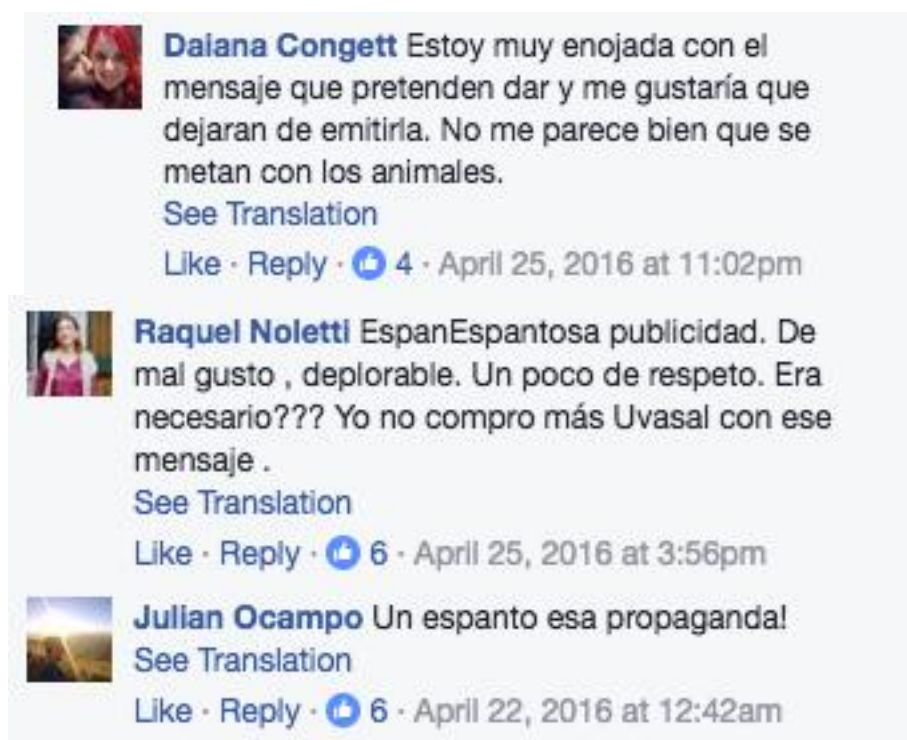 Daiana Congett Estoy muy enojada con el
mensaje que pretenden dar y me gustaría que
dejaran de emitirla. No me parece bien que se
metan con los animales.
See Translation
Like · Reply · 4 · April 25, 2016 at 11:02pm
Raquel Noletti EspanEspantosa publicidad. De
mal gusto , deplorable. Un poco de respeto. Era
necesario??? Yo no compro más Uvasal con ese
mensaje .
See Translation
Like · Reply · 6 · April 25, 2016 at 3:56pm
Julian Ocampo Un espanto esa propaganda!
See Translation
Like · Reply · 6 · April 22, 2016 at 12:42am